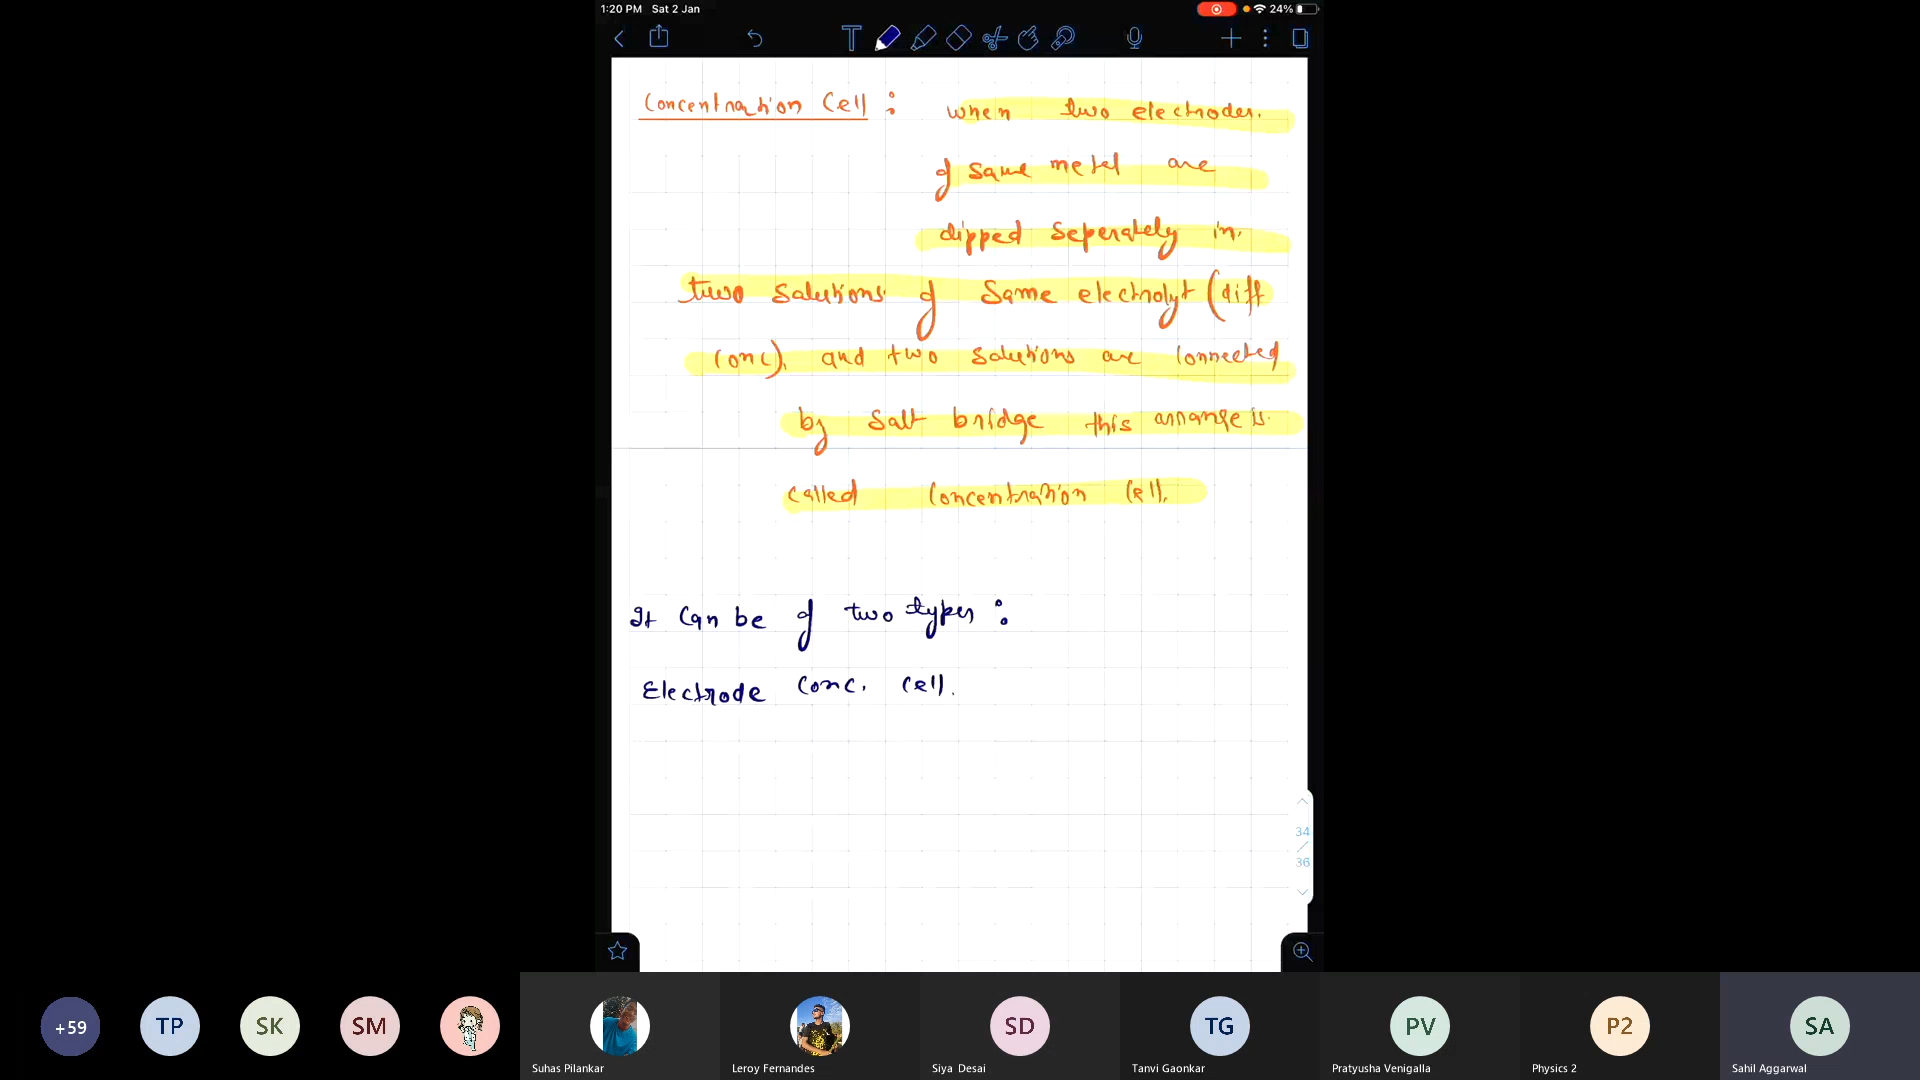 1:20 PM Sat 2 Jan
24%
Concentration Cell : when two electrodes.
of same metal are
dipped seperately in.
two solutions of same electrolyt (diff
conc), and two solutions are connected
by salt bridge this arrange is.
called concentration cell.
It can be of two types :
Electrode conc. cell.
34
36
+59
TP
SK
SM
SD
TG
PV
P2
SA
Suhas Pilankar
Leroy Fernandes
Siya Desai
Tanvi Gaonkar
Pratyusha Venigalla
Physics 2
Sahil Aggarwal